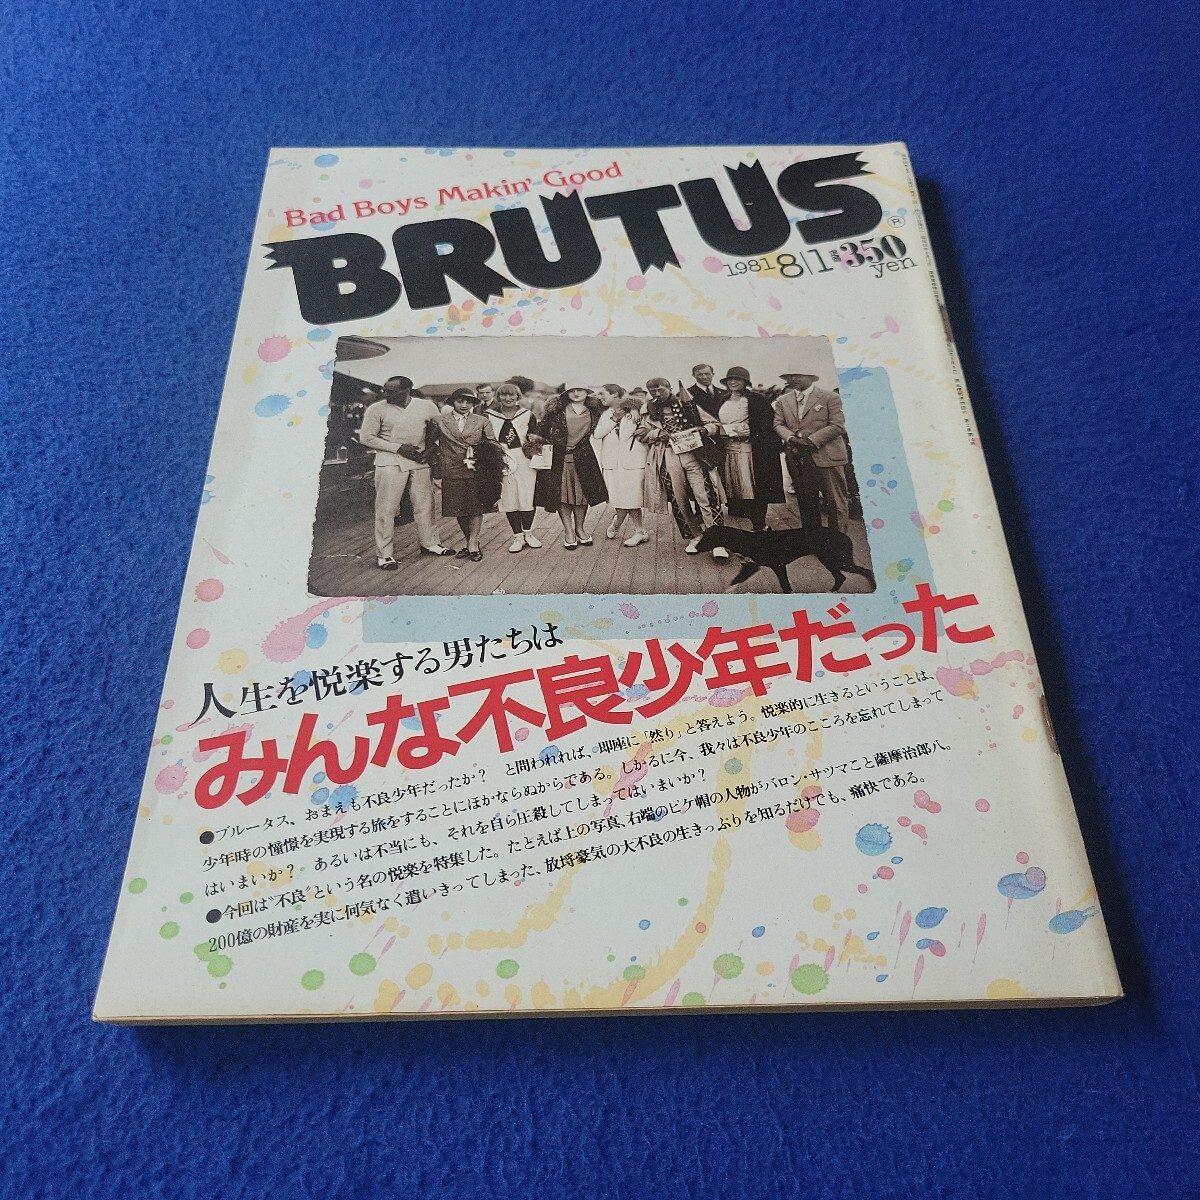 Bad Boys Makin' Good
BRUTUS®
1981 8/1 350 yen
人生を悦楽する男たちは
みんな不良少年だった
●ブルータス、おまえも不良少年だったか？ と問われれば、即座に「然り」と答えよう。悦楽的に生きるということは、
少年時の憧憬を実現する旅をすることにほかならぬからである。しかるに今、我々は不良少年のこころを忘れてしまって
はいまいか？ あるいは不当にも、それを自ら圧殺してしまってはいまいか？
●今回は〝不良〟という名の悦楽を特集した。たとえば上の写真、右端のピケ帽の人物がバロン・サツマこと薩摩治郎八。
200億の財産を実に何気なく遣いきってしまった、放埓豪気の大不良の生きっぷりを知るだけでも、痛快である。